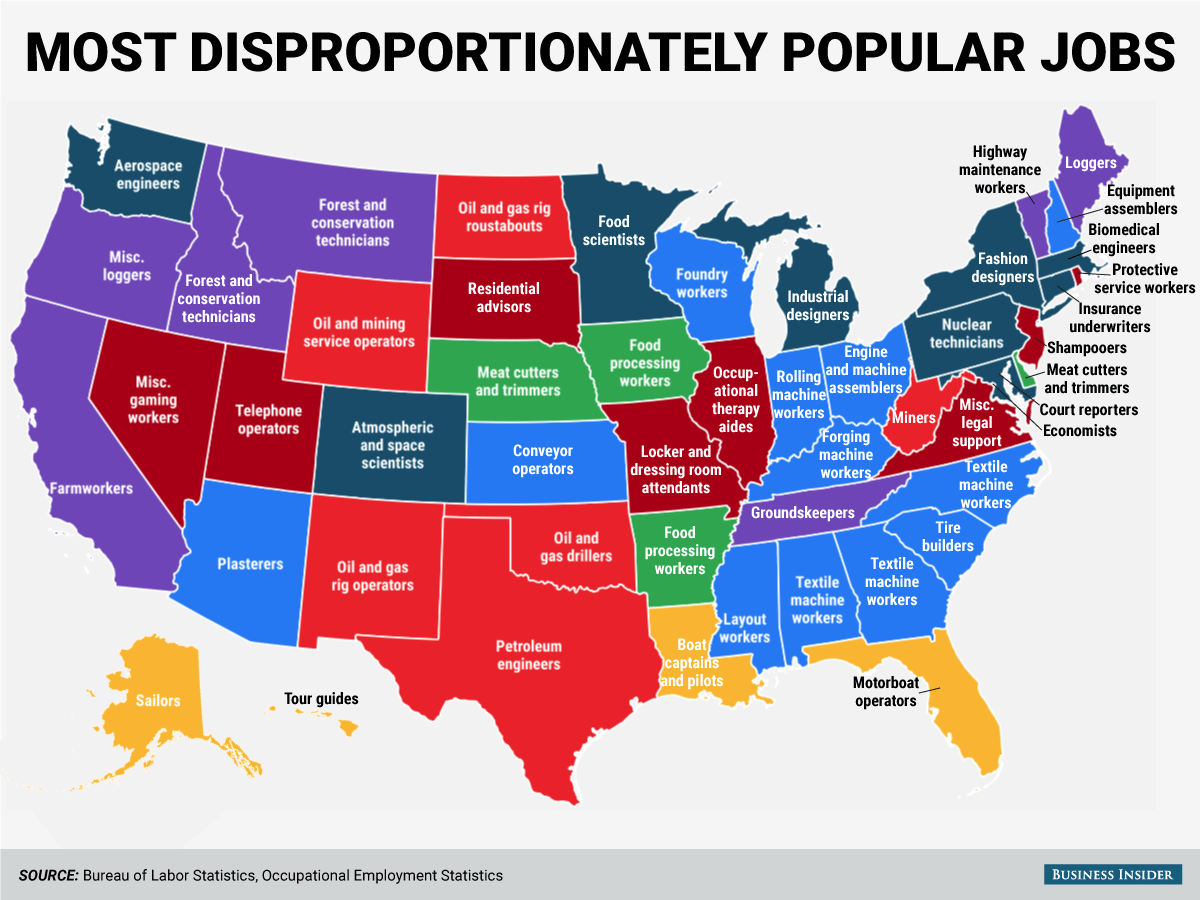 MOST DISPROPORTIONATELY POPULAR JOBS
Aerospace
engineers
Misc.
loggers
Forest and
conservation
technicians
Forest and
conservation
technicians
Oil and gas rig
roustabouts
Food
scientists
Residential
advisors
Foundry
workers
Industrial
designers
Highway
maintenance
workers
Loggers
Equipment
assemblers
Biomedical
engineers
Fashion
designers
Protective
service workers
Insurance
underwriters
Nuclear
technicians
Shampooers
Meat cutters
and trimmers
Court reporters
Economists
Oil and mining
service operators
Meat cutters
and trimmers
Food
processing
workers
Occup-
ational
therapy
aides
Rolling
machine
workers
Engine
and machine
assemblers
Miners
Misc.
legal
support
Misc.
gaming
workers
Telephone
operators
Atmospheric
and space
scientists
Conveyor
operators
Locker and
dressing room
attendants
Forging
machine
workers
Textile
machine
workers
Farmworkers
Groundskeepers
Plasterers
Oil and gas
rig operators
Oil and
gas drillers
Food
processing
workers
Tire
builders
Textile
machine
workers
Textile
machine
workers
Layout
workers
Petroleum
engineers
Boat
captains
and pilots
Motorboat
operators
Sailors
Tour guides
SOURCE: Bureau of Labor Statistics, Occupational Employment Statistics
BUSINESS INSIDER